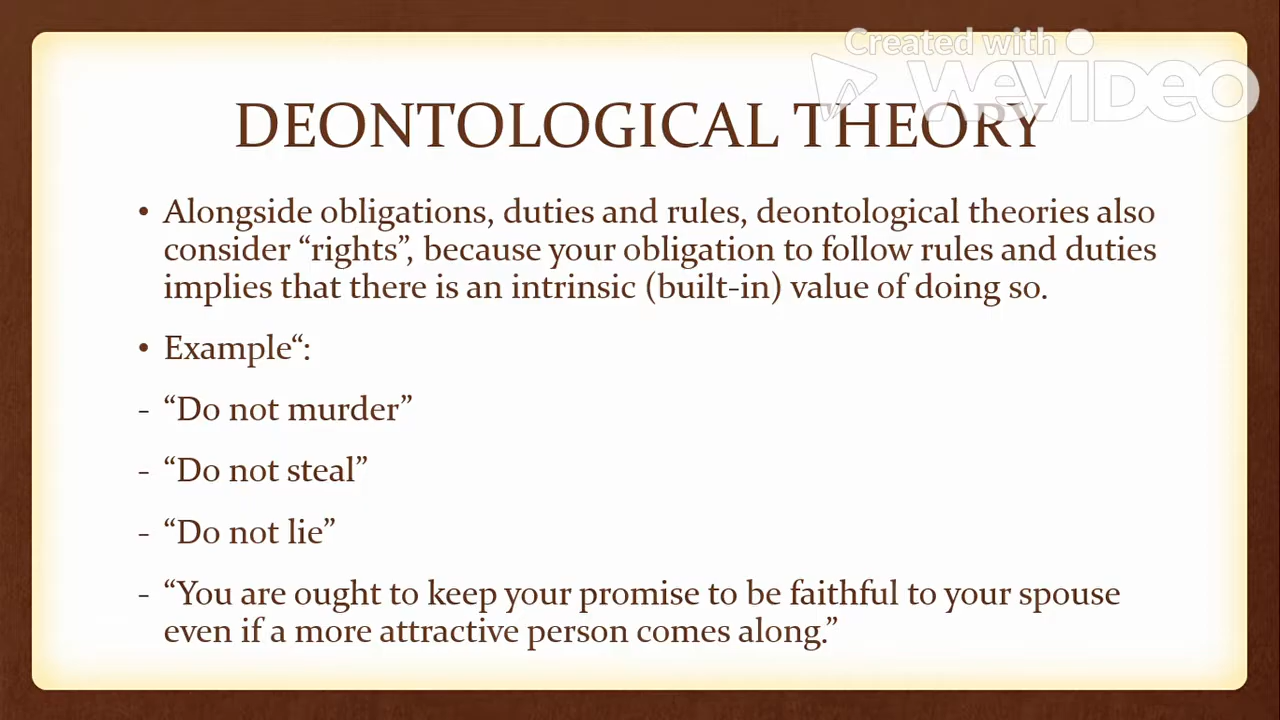 Created with
WEVIDEO
DEONTOLOGICAL THEORY
• Alongside obligations, duties and rules, deontological theories also
consider “rights”, because your obligation to follow rules and duties
implies that there is an intrinsic (built-in) value of doing so.
• Example“:
- “Do not murder”
- “Do not steal”
- “Do not lie”
- “You are ought to keep your promise to be faithful to your spouse
even if a more attractive person comes along.”